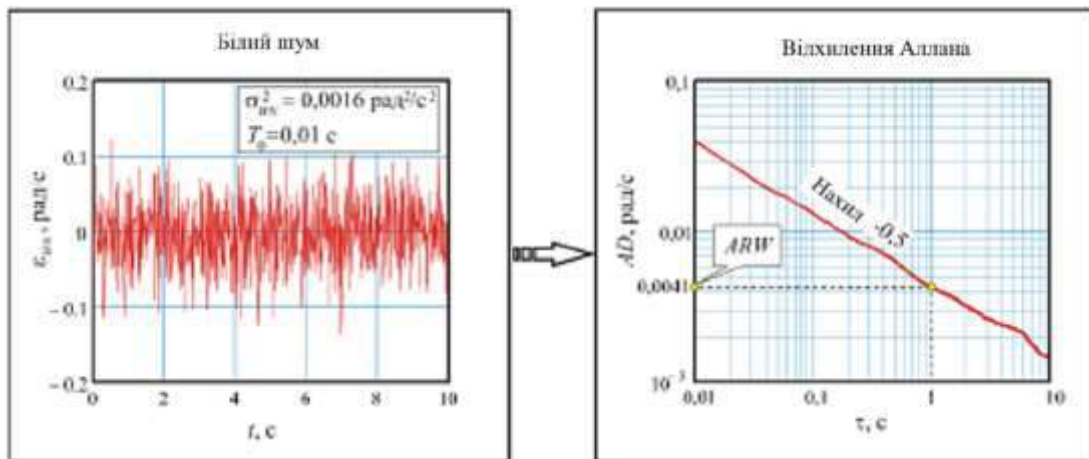 Білий шум
0.2
σ²wn = 0,0016 рад²/с²
T₀=0,01 с
0.1
0
– 0.1
– 0.2
εwn, рад/с
0 2 4 6 8 10
t, с
Відхилення Аллана
0,1
0,01
0,0041
10⁻³
AD, рад/с
Нахил -0,5
ARW
0,01 0,1 1 10
τ, с